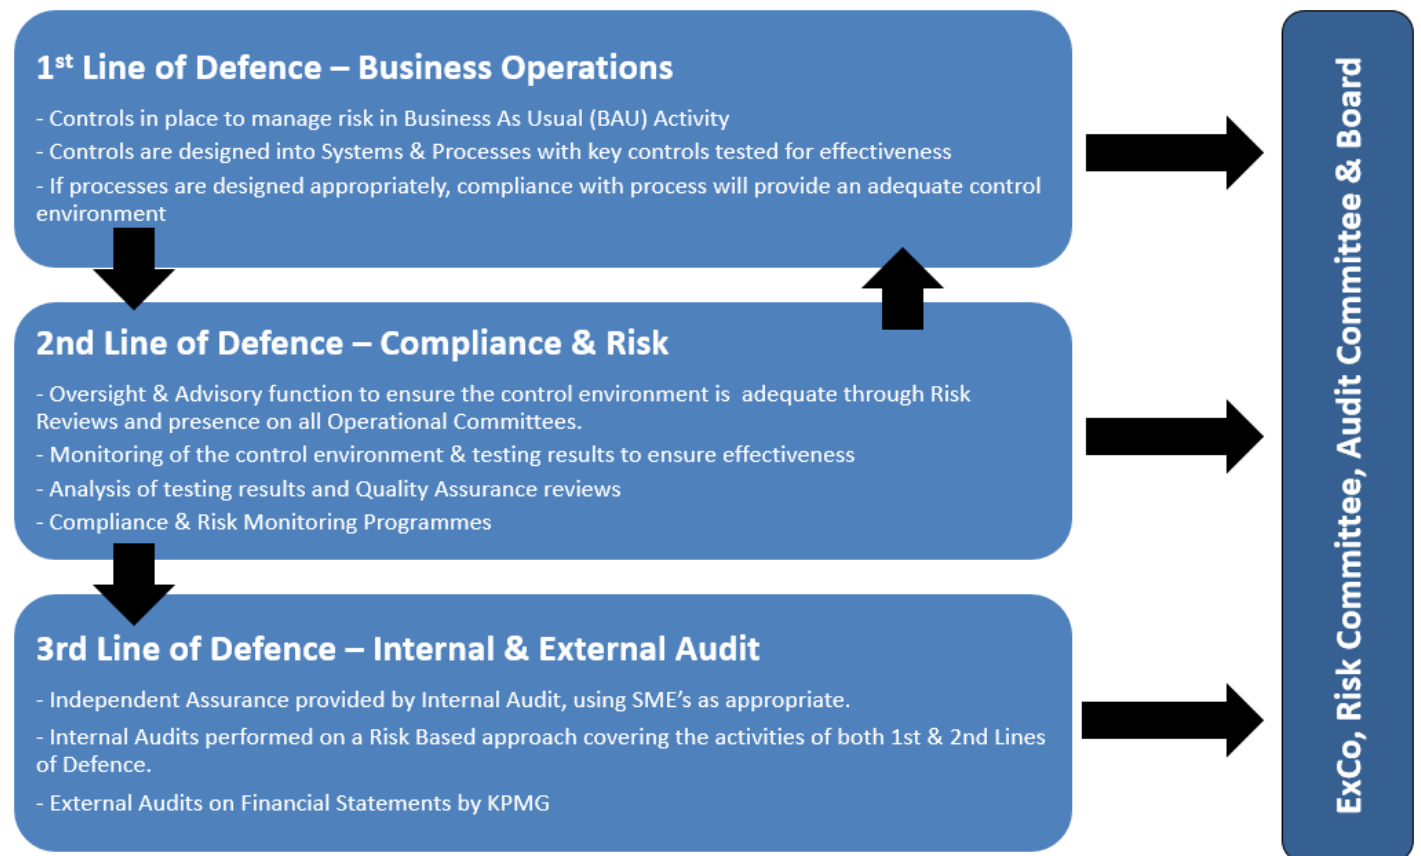 1st Line of Defence – Business Operations
- Controls in place to manage risk in Business As Usual (BAU) Activity
- Controls are designed into Systems & Processes with key controls tested for effectiveness
- If processes are designed appropriately, compliance with process will provide an adequate control
environment
2nd Line of Defence – Compliance & Risk
- Oversight & Advisory function to ensure the control environment is  adequate through Risk
Reviews and presence on all Operational Committees.
- Monitoring of the control environment & testing results to ensure effectiveness
- Analysis of testing results and Quality Assurance reviews
- Compliance & Risk Monitoring Programmes
3rd Line of Defence – Internal & External Audit
- Independent Assurance provided by Internal Audit, using SME’s as appropriate.
- Internal Audits performed on a Risk Based approach covering the activities of both 1st & 2nd Lines
of Defence.
- External Audits on Financial Statements by KPMG
ExCo, Risk Committee, Audit Committee & Board